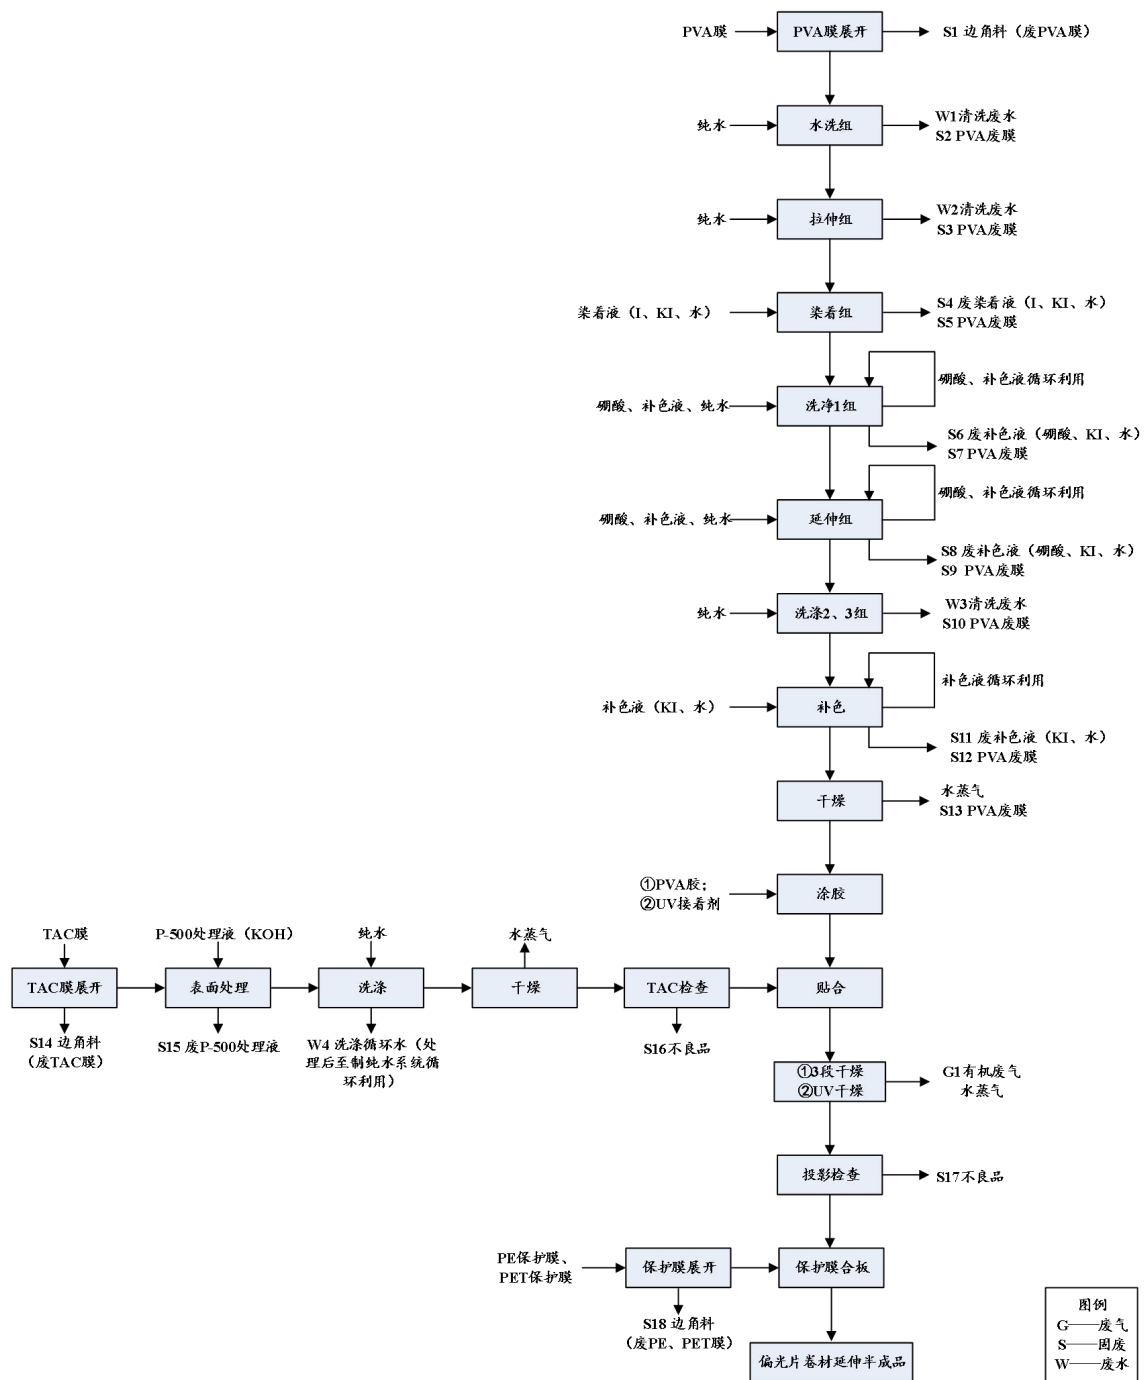 PVA膜
PVA膜展开
S1 边角料（废PVA膜）
纯水
水洗组
W1清洗废水
S2 PVA废膜
纯水
拉伸组
W2清洗废水
S3 PVA废膜
染着液（I、KI、水）
染着组
S4 废染着液（I、KI、水）
S5 PVA废膜
硼酸、补色液循环利用
硼酸、补色液、纯水
洗净1组
S6 废补色液（硼酸、KI、水）
S7 PVA废膜
硼酸、补色液循环利用
硼酸、补色液、纯水
延伸组
S8 废补色液（硼酸、KI、水）
S9 PVA废膜
纯水
洗涤2、3组
W3清洗废水
S10 PVA废膜
补色液循环利用
补色液（KI、水）
补色
S11 废补色液（KI、水）
S12 PVA废膜
干燥
水蒸气
S13 PVA废膜
①PVA胶；
②UV接着剂
涂胶
TAC膜
P-500处理液（KOH）
纯水
水蒸气
TAC膜展开
表面处理
洗涤
干燥
TAC检查
贴合
S14 边角料
（废TAC膜）
S15 废P-500处理液
W4 洗涤循环水（处
理后至制纯水系统循
环利用）
S16不良品
①3段干燥
②UV干燥
G1有机废气
水蒸气
投影检查
S17不良品
PE保护膜、
PET保护膜
保护膜展开
保护膜合板
S18 边角料
（废PE、PET膜）
偏光片卷材延伸半成品
图例
G——废气
S——固废
W——废水